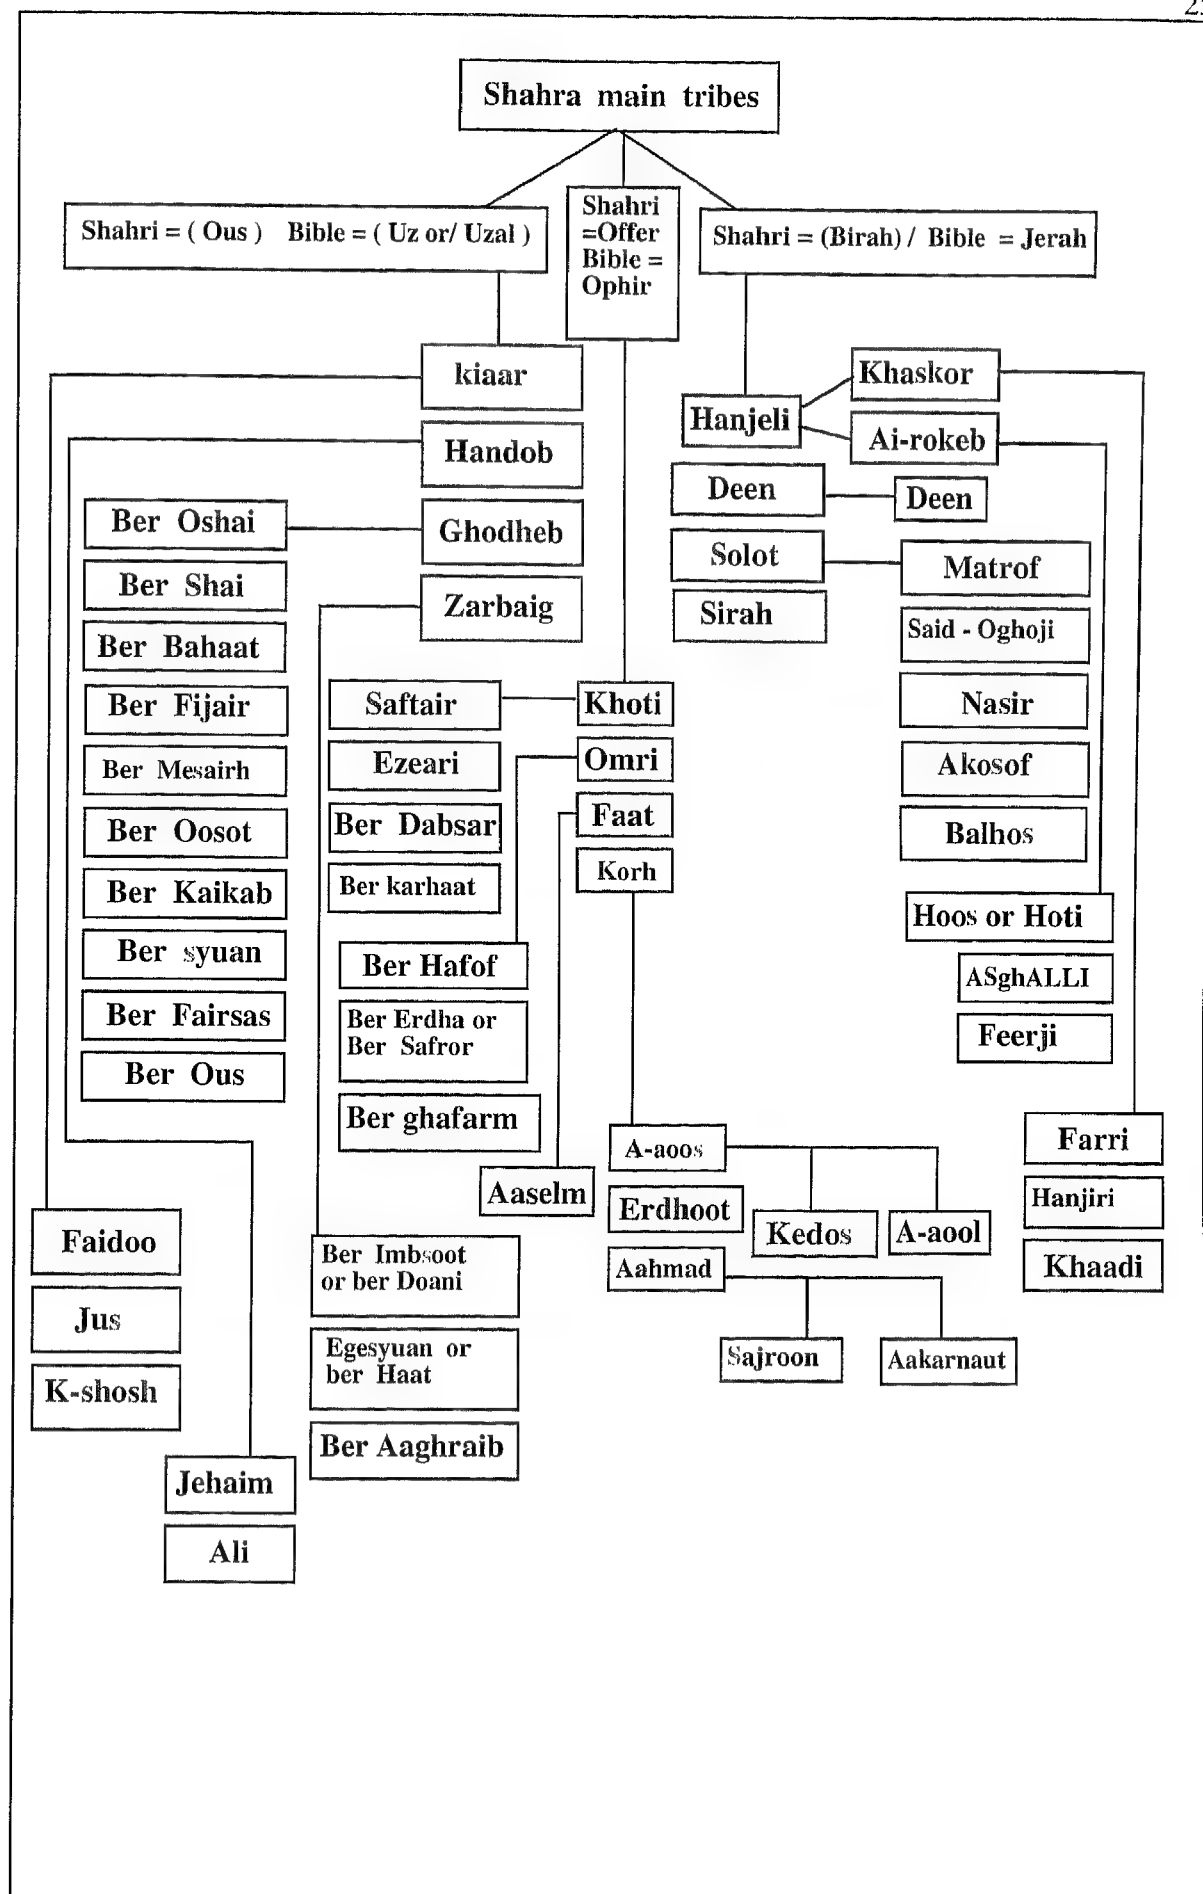 Shahra main tribes
Shahri = ( Ous ) Bible = ( Uz or/ Uzal )
Shahri
=Offer
Bible =
Ophir
Shahri = (Birah) / Bible = Jerah
kiaar
Handob
Ghodheb
Zarbaig
Ber Oshai
Ber Shai
Ber Bahaat
Ber Fijair
Ber Mesairh
Ber Oosot
Ber Kaikab
Ber syuan
Ber Fairsas
Ber Ous
Hanjeli
Khaskor
Ai-rokeb
Deen
Deen
Solot
Sirah
Matrof
Said - Oghoji
Nasir
Akosof
Balhos
Saftair
Ezeari
Ber Dabsar
Ber karhaat
Khoti
Omri
Faat
Korh
Ber Hafof
Ber Erdha or
Ber Safror
Ber ghafarm
Hoos or Hoti
ASghALLI
Feerji
Aaselm
A-aoos
Erdhoot
Aahmad
Kedos
A-aool
Farri
Hanjiri
Khaadi
Faidoo
Jus
K-shosh
Ber Imbsoot
or ber Doani
Egesyuan or
ber Haat
Ber Aaghraib
Sajroon
Aakarnaut
Jehaim
Ali